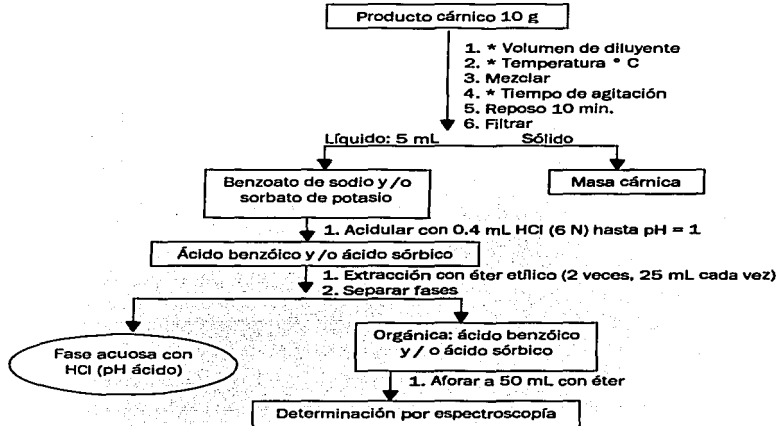 Producto cárnico 10 g
1. * Volumen de diluyente
2. * Temperatura ° C
3. Mezclar
4. * Tiempo de agitación
5. Reposo 10 min.
6. Filtrar
Líquido: 5 mL
Sólido
Benzoato de sodio y/o
sorbato de potasio
Masa cárnica
1. Acidular con 0.4 mL HCl (6 N) hasta pH = 1
Ácido benzóico y/o ácido sórbico
1. Extracción con éter etílico (2 veces, 25 mL cada vez)
2. Separar fases
Fase acuosa con
HCl (pH ácido)
Orgánica: ácido benzóico
y / o ácido sórbico
1. Aforar a 50 mL con éter
Determinación por espectroscopía